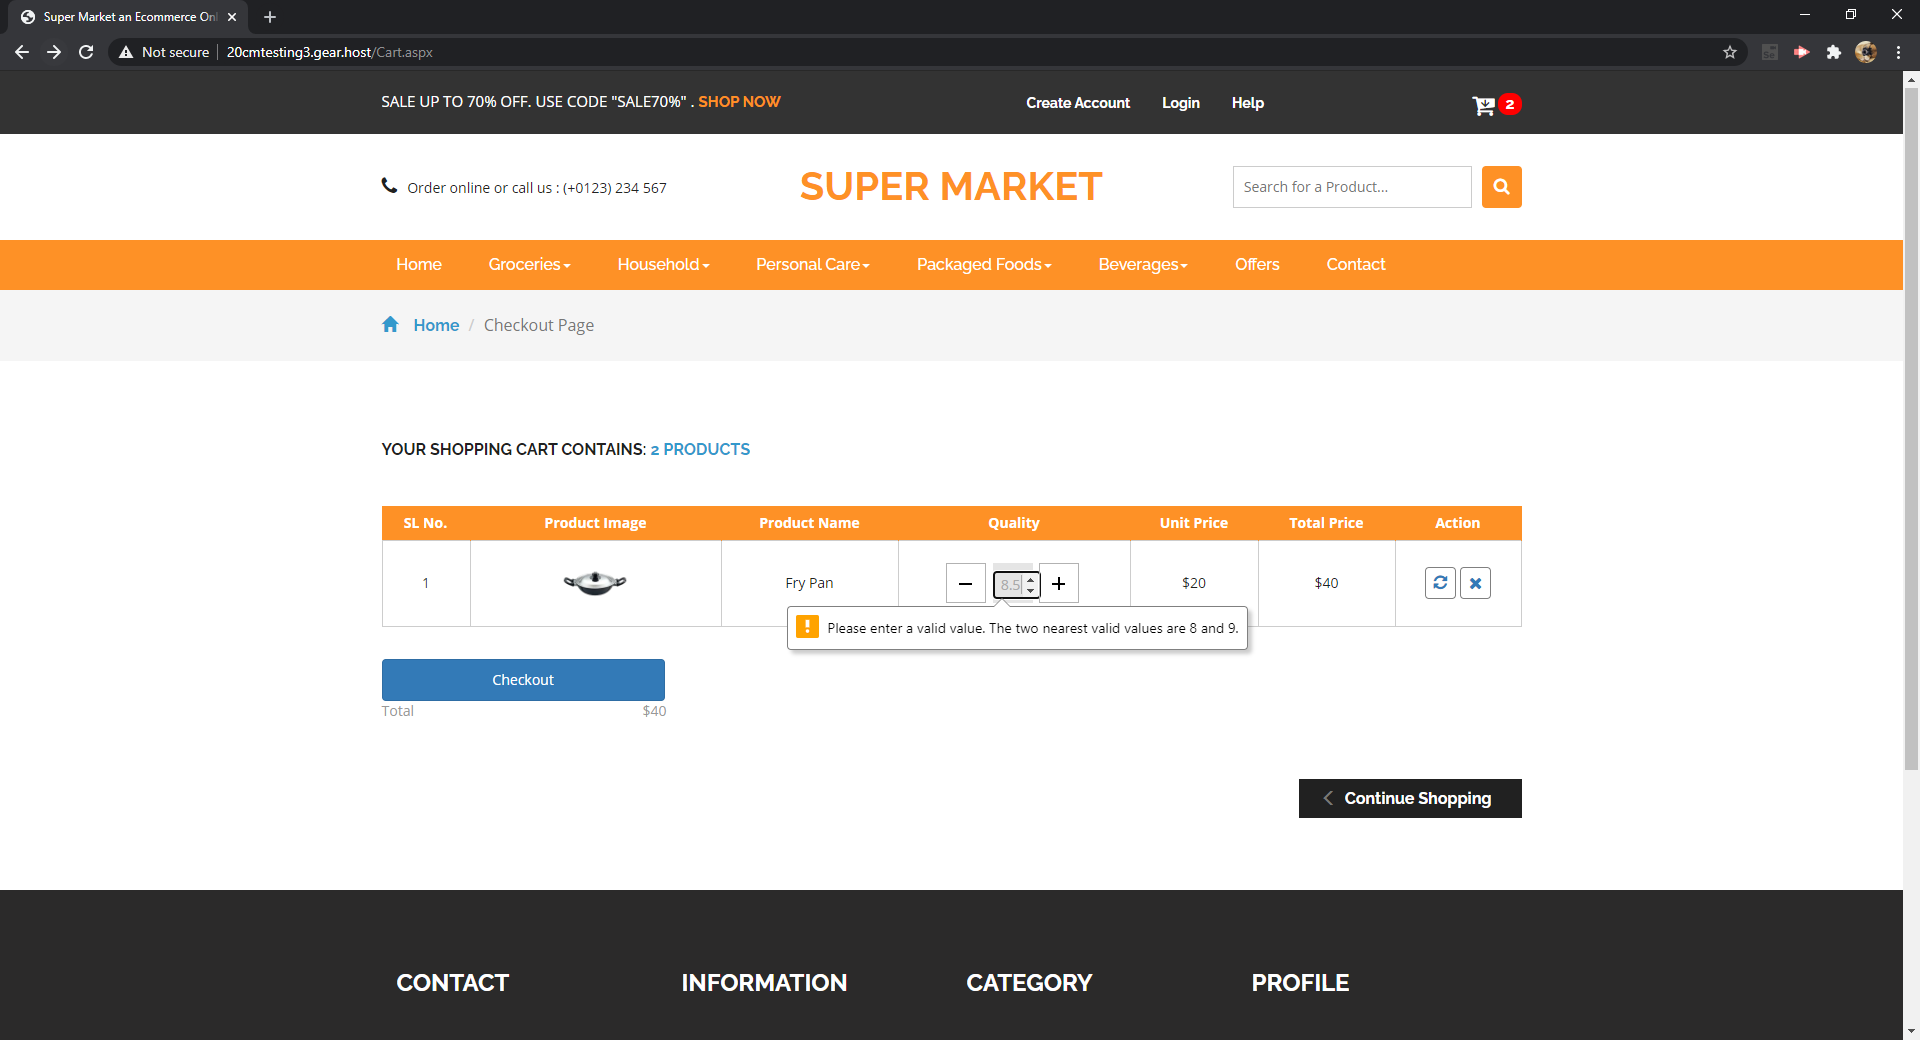 Super Market an Ecommerce Onl
Not secure
20cmtesting3.gear.host/Cart.aspx
SALE UP TO 70% OFF. USE CODE "SALE70%" . SHOP NOW
Create Account
Login
Help
2
Order online or call us : (+0123) 234 567
SUPER MARKET
Search for a Product...
Home
Groceries
Household
Personal Care
Packaged Foods
Beverages
Offers
Contact
Home / Checkout Page
YOUR SHOPPING CART CONTAINS: 2 PRODUCTS
SL No. Product Image Product Name Quality Unit Price Total Price Action
1 Fry Pan 8.5 $20 $40
Please enter a valid value. The two nearest valid values are 8 and 9.
Checkout
Total $40
Continue Shopping
CONTACT
INFORMATION
CATEGORY
PROFILE